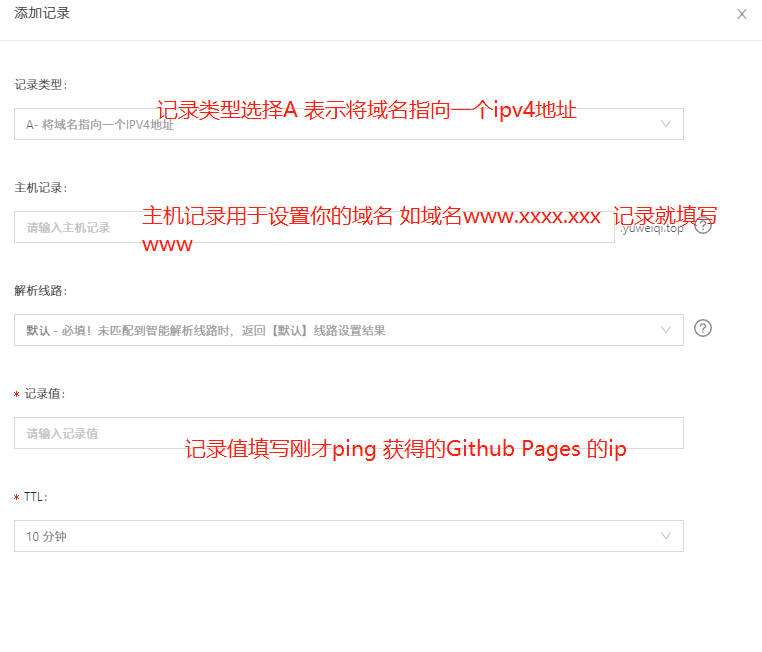 添加记录
记录类型:
记录类型选择A 表示将域名指向一个ipv4地址
A- 将域名指向一个IPV4地址
主机记录:
主机记录用于设置你的域名 如域名www.xxxx.xxx 记录就填写
www
请输入主机记录
.yuweiqi.top
解析线路:
默认 - 必填！未匹配到智能解析线路时，返回【默认】线路设置结果
* 记录值:
请输入记录值
记录值填写刚才ping 获得的Github Pages 的ip
* TTL:
10 分钟